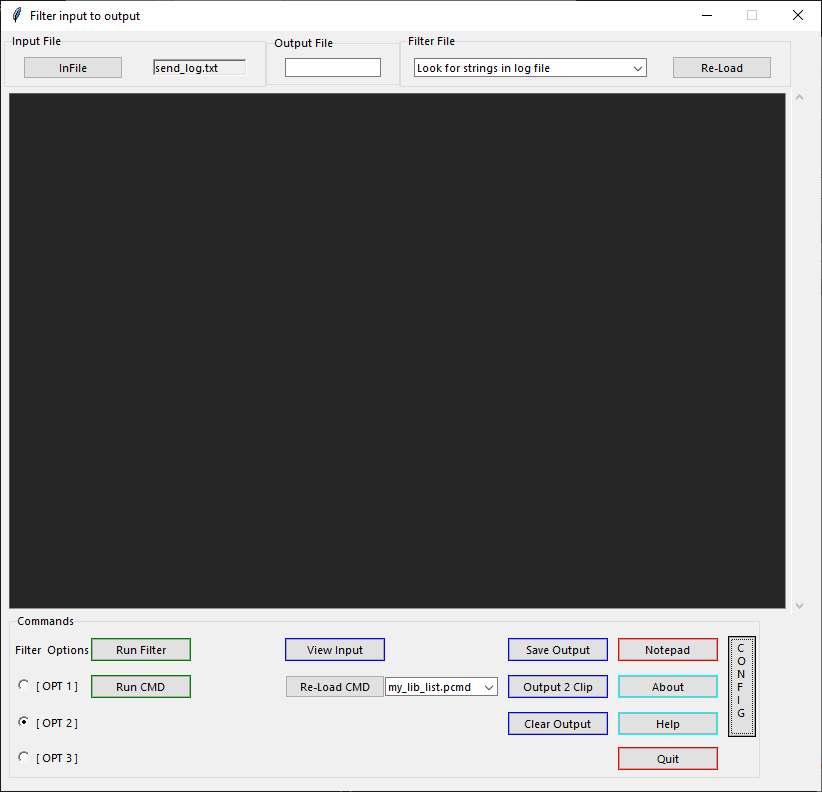 Filter input to output
Input File
Output File
Filter File
InFile
send_log.txt
Look for strings in log file
Re-Load
Commands
Filter Options
Run Filter
View Input
Save Output
Notepad
CONFIG
[ OPT 1 ]
Run CMD
Re-Load CMD
my_lib_list.pcmd
Output 2 Clip
About
[ OPT 2 ]
Clear Output
Help
[ OPT 3 ]
Quit